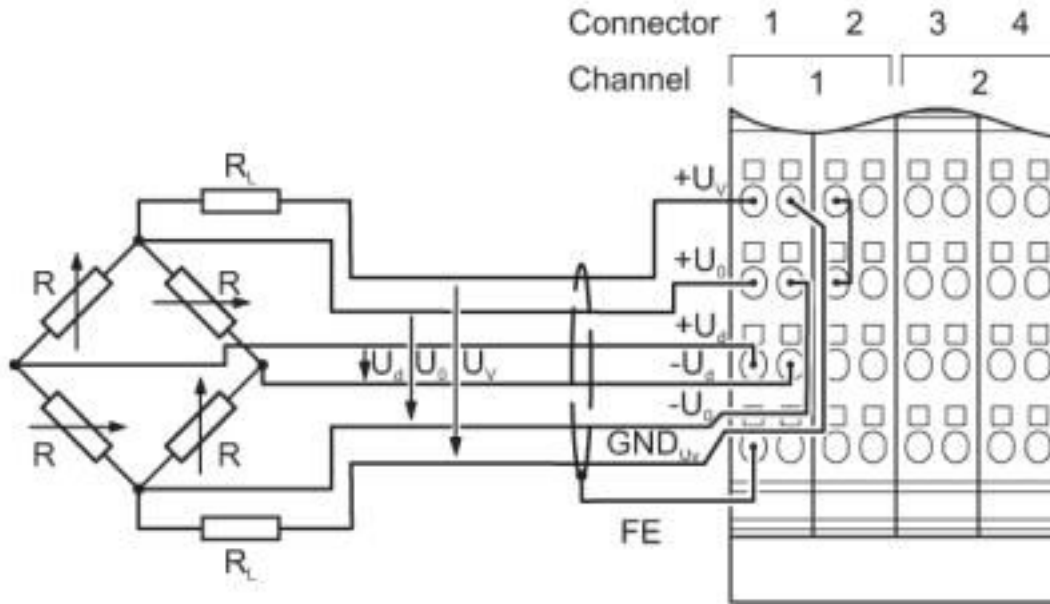 Connector 1 2 3 4
Channel 1 2
R_L
+U_V
R
+U_0
+U_d
U_d U_0 U_V
-U_d
-U_0
R R
GND_UV
FE
R_L